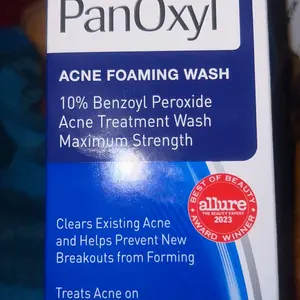 PanOxyl
ACNE FOAMING WASH
10% Benzoyl Peroxide
Acne Treatment Wash
Maximum Strength
BEST OF BEAUTY
allure
THE BEAUTY EXPERT
2023
AWARD WINNER
Clears Existing Acne
and Helps Prevent New
Breakouts from Forming
Treats Acne on